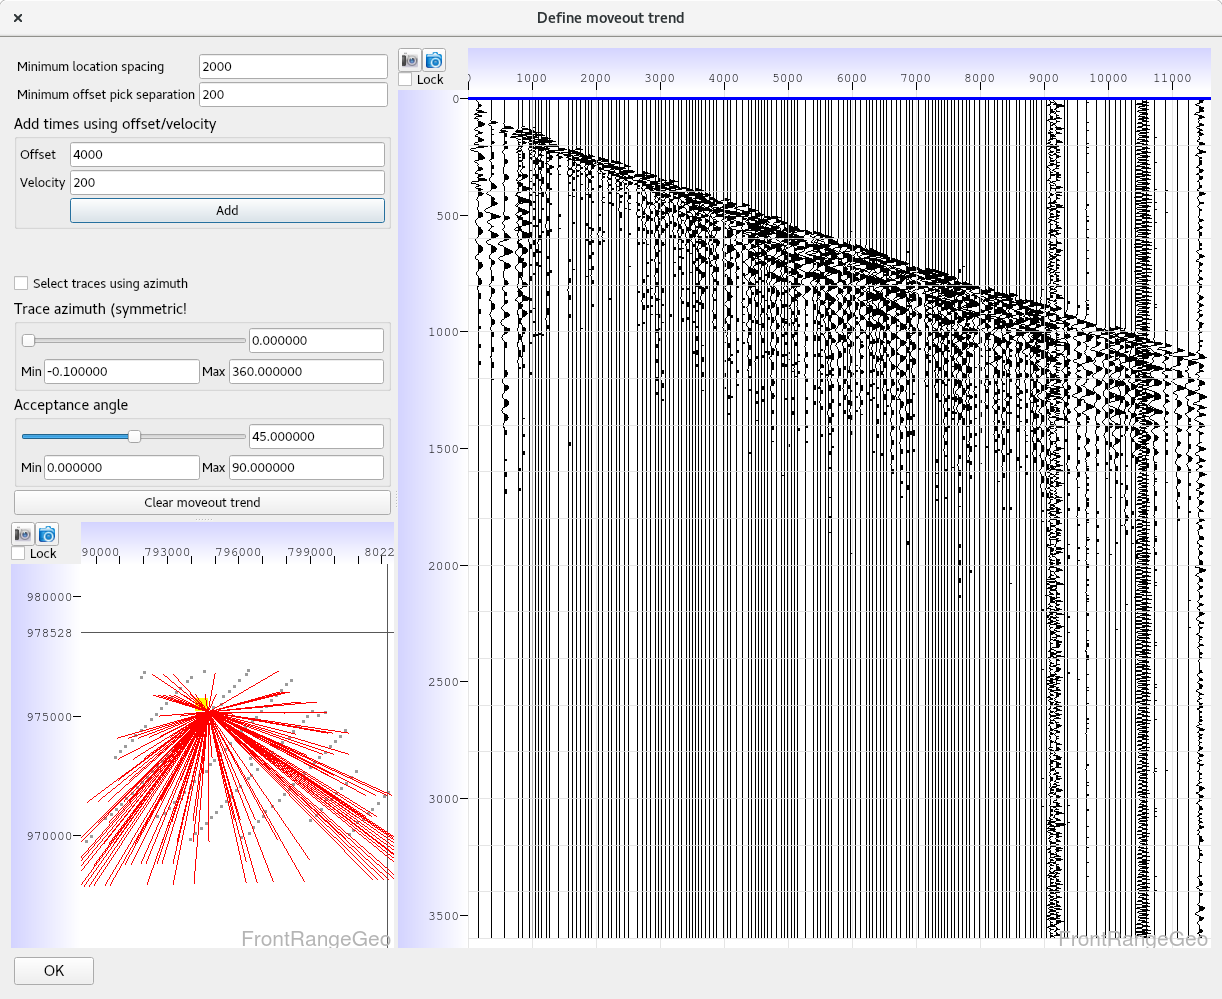 Define moveout trend
Minimum location spacing 2000
Minimum offset pick separation 200
Add times using offset/velocity
Offset 4000
Velocity 200
Add
Select traces using azimuth
Trace azimuth (symmetric!
0.000000
Min -0.100000 Max 360.000000
Acceptance angle
45.000000
Min 0.000000 Max 90.000000
Clear moveout trend
Lock
90000 793000 796000 799000 8022
980000
978528
975000
970000
FrontRangeGeo
OK
Lock
0 1000 2000 3000 4000 5000 6000 7000 8000 9000 10000 11000
0
500
1000
1500
2000
2500
3000
3500
FrontRangeGeo